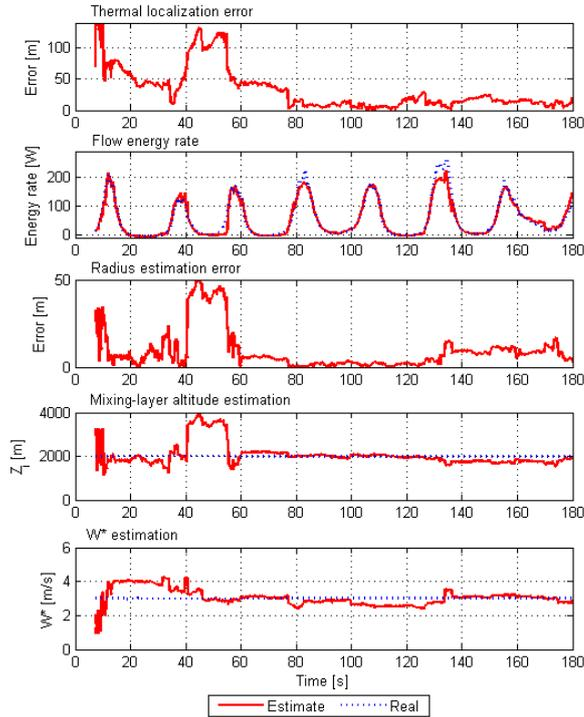 Thermal localization error
Error [m]
100
50
0
0 20 40 60 80 100 120 140 160 180
Flow energy rate
Energy rate [W]
200
100
0
0 20 40 60 80 100 120 140 160 180
Radius estimation error
Error [m]
50
0
0 20 40 60 80 100 120 140 160 180
Mixing-layer altitude estimation
Z_i [m]
4000
2000
0
0 20 40 60 80 100 120 140 160 180
W* estimation
W* [m/s]
6
4
2
0
0 20 40 60 80 100 120 140 160 180
Time [s]
Estimate Real